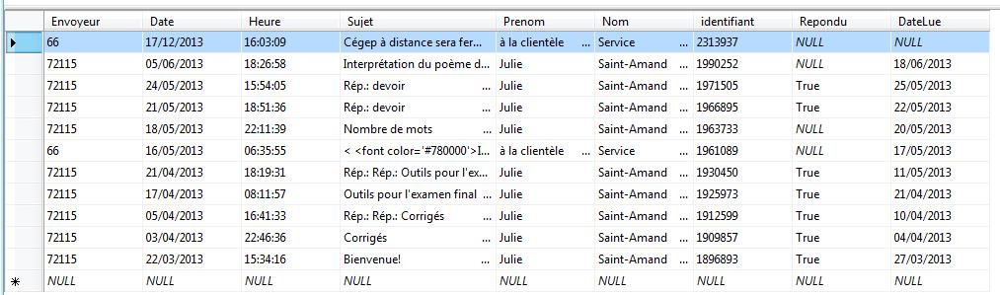 Envoyeur Date Heure Sujet Prenom Nom identifiant Repondu DateLue
66 17/12/2013 16:03:09 Cégep à distance sera fer... à la clientèle ... Service ... 2313937 NULL NULL
72115 05/06/2013 18:26:58 Interprétation du poème d... Julie ... Saint-Amand ... 1990252 NULL 18/06/2013
72115 24/05/2013 15:54:05 Rép.: devoir ... Julie ... Saint-Amand ... 1971505 True 25/05/2013
72115 21/05/2013 18:51:36 Rép.: devoir ... Julie ... Saint-Amand ... 1966895 True 22/05/2013
72115 18/05/2013 22:11:39 Nombre de mots ... Julie ... Saint-Amand ... 1963733 NULL 20/05/2013
66 16/05/2013 06:35:55 < <font color='#780000'>I... à la clientèle ... Service ... 1961089 NULL 17/05/2013
72115 21/04/2013 18:19:31 Rép.: Rép.: Outils pour l'ex... Julie ... Saint-Amand ... 1930450 True 11/05/2013
72115 17/04/2013 08:11:57 Outils pour l'examen final ... Julie ... Saint-Amand ... 1925973 True 21/04/2013
72115 05/04/2013 16:41:33 Rép.: Rép.: Corrigés ... Julie ... Saint-Amand ... 1912599 True 10/04/2013
72115 03/04/2013 22:46:36 Corrigés ... Julie ... Saint-Amand ... 1909857 True 04/04/2013
72115 22/03/2013 15:34:16 Bienvenue! ... Julie ... Saint-Amand ... 1896893 True 27/03/2013
NULL NULL NULL NULL NULL NULL NULL NULL NULL